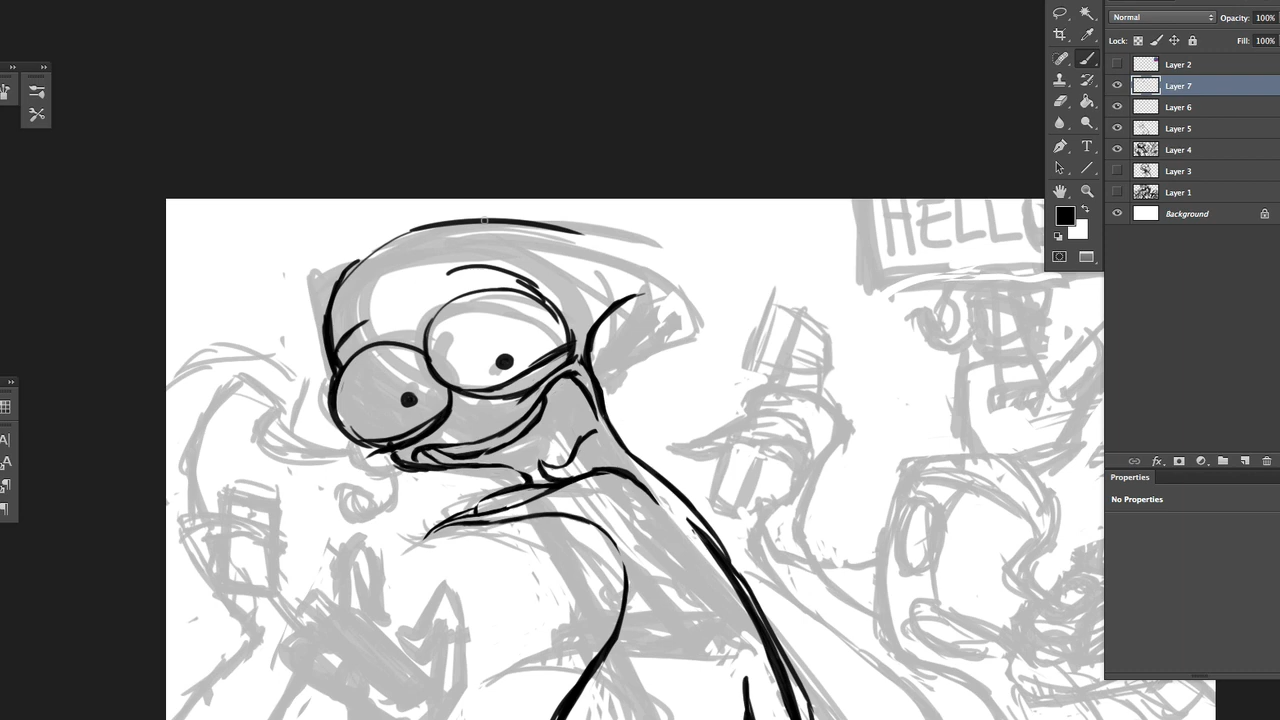 Normal
Opacity: 100%
Lock:
Fill: 100%
Layer 2
Layer 7
Layer 6
Layer 5
Layer 4
Layer 3
Layer 1
Background
T
HELLO
A
A
fx
Properties
No Properties